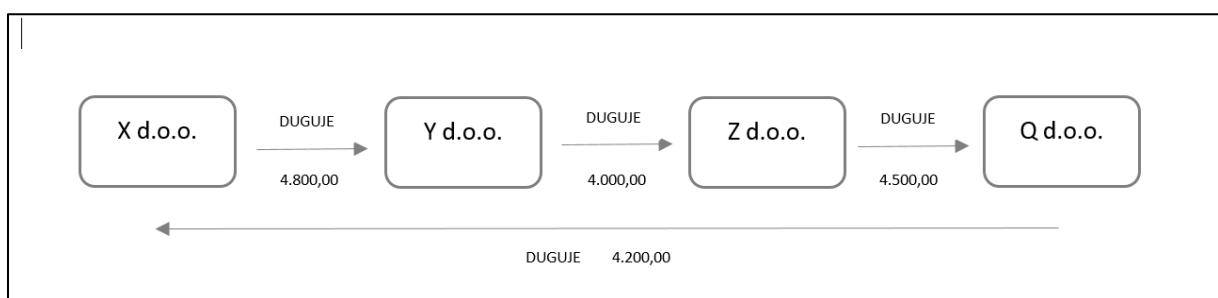 X d.o.o.
DUGUJE
4.800,00
Y d.o.o.
DUGUJE
4.000,00
Z d.o.o.
DUGUJE
4.500,00
Q d.o.o.
DUGUJE 4.200,00